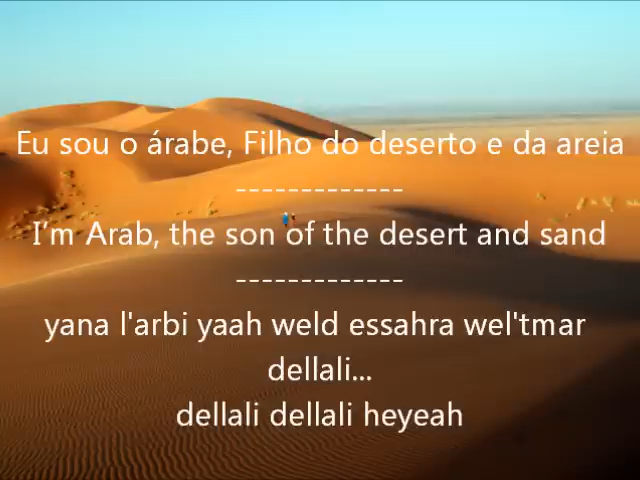 Eu sou o árabe, Filho do deserto e da areia
-------------
I'm Arab, the son of the desert and sand
-------------
yana l'arbi yaah weld essahra wel'tmar
dellali...
dellali dellali heyeah